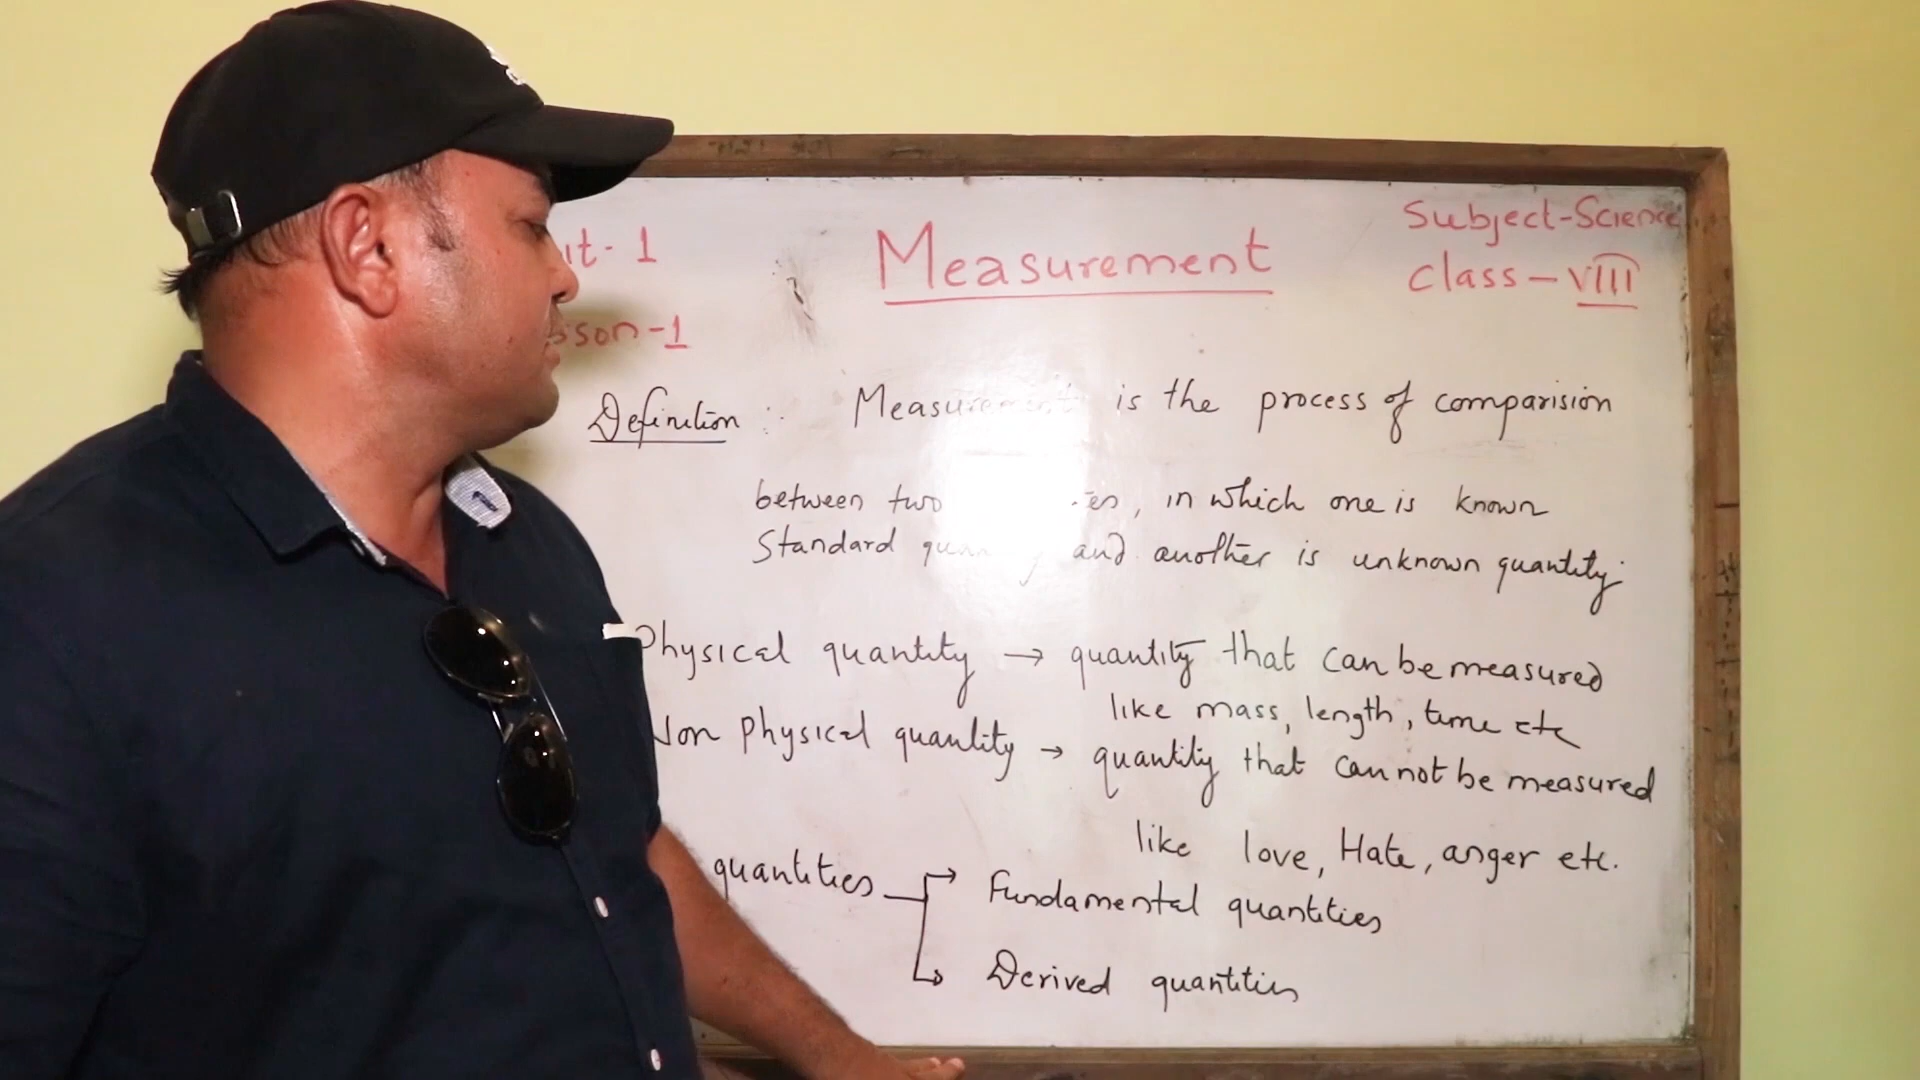 Measurement
Subject-Science
Class-VIII
it-1
sson-1
Definition :- Measurement is the process of comparision
between two es, in which one is known
Standard quantity and another is unknown quantity
Physical quantity → quantity that can be measured
like mass, length, time etc
Non Physical quantity → quantity that cannot be measured
like love, Hate, anger etc.
quantities → Fundamental quantities
→ Derived quantities